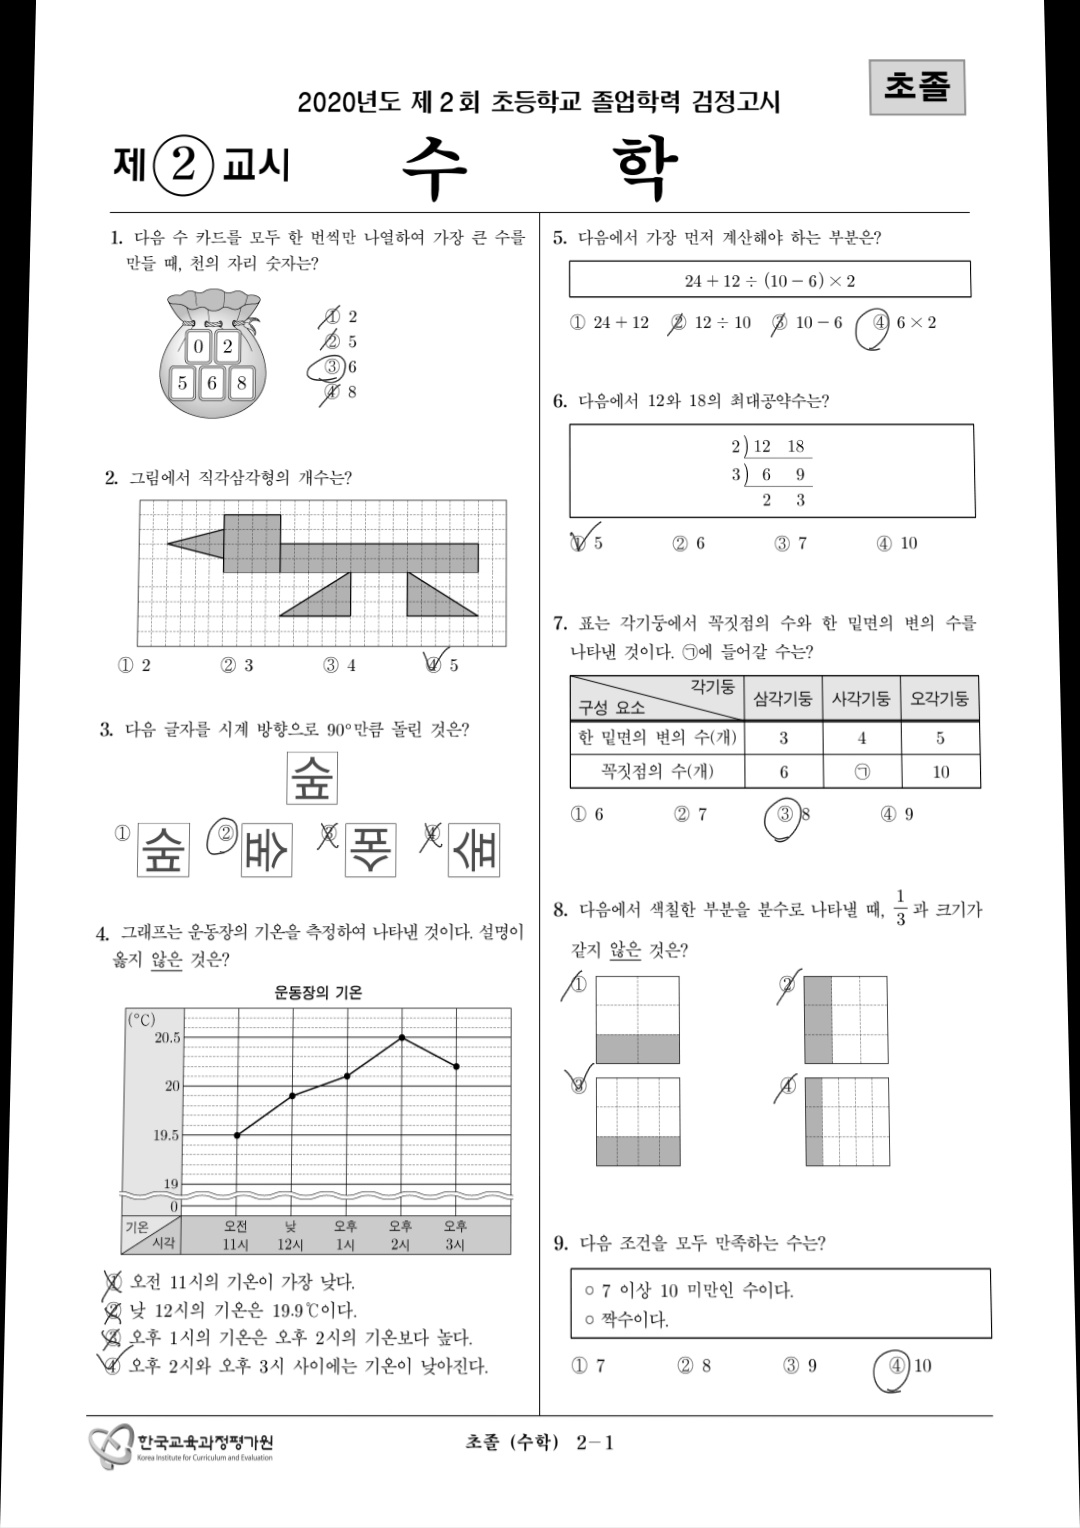 초졸
2020년도 제 2 회 초등학교 졸업학력 검정고시
제 2 교시 수 학
1. 다음 수 카드를 모두 한 번씩만 나열하여 가장 큰 수를
만들 때, 천의 자리 숫자는?
0 2
5 6 8
① 2
② 5
③ 6
④ 8
2. 그림에서 직각삼각형의 개수는?
① 2 ② 3 ③ 4 ④ 5
3. 다음 글자를 시계 방향으로 90°만큼 돌린 것은?
숲
① 숲 ② 숲 ③ 숲 ④ 숲
4. 그래프는 운동장의 기온을 측정하여 나타낸 것이다. 설명이
옳지 않은 것은?
운동장의 기온
(℃)
20.5
20
19.5
19
0
기온 시각
오전 11시 낮 12시 오후 1시 오후 2시 오후 3시
① 오전 11시의 기온이 가장 낮다.
② 낮 12시의 기온은 19.9℃이다.
③ 오후 1시의 기온은 오후 2시의 기온보다 높다.
④ 오후 2시와 오후 3시 사이에는 기온이 낮아진다.
5. 다음에서 가장 먼저 계산해야 하는 부분은?
24 + 12 ÷ (10 − 6) × 2
① 24 + 12 ② 12 ÷ 10 ③ 10 − 6 ④ 6 × 2
6. 다음에서 12와 18의 최대공약수는?
2 ) 12 18
3 ) 6 9
2 3
① 5 ② 6 ③ 7 ④ 10
7. 표는 각기둥에서 꼭짓점의 수와 한 밑면의 변의 수를
나타낸 것이다. ㉠에 들어갈 수는?
구성 요소 각기둥 삼각기둥 사각기둥 오각기둥
한 밑면의 변의 수(개) 3 4 5
꼭짓점의 수(개) 6 ㉠ 10
① 6 ② 7 ③ 8 ④ 9
8. 다음에서 색칠한 부분을 분수로 나타낼 때, 1/3 과 크기가
같지 않은 것은?
① ②
③ ④
9. 다음 조건을 모두 만족하는 수는?
○ 7 이상 10 미만인 수이다.
○ 짝수이다.
① 7 ② 8 ③ 9 ④ 10
한국교육과정평가원
Korea Institute for Curriculum and Evaluation
초졸 (수학) 2−1